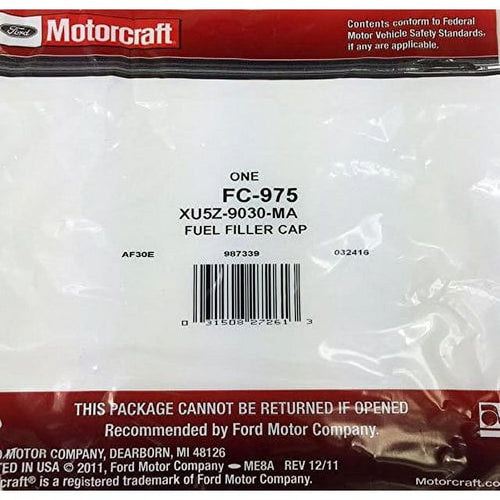 Ford Motorcraft
Contents conform to Federal
Motor Vehicle Safety Standards,
if any are applicable.
ONE
FC-975
XU5Z-9030-MA
FUEL FILLER CAP
AF30E 987339 032416
0 31508 27261 3
THIS PACKAGE CANNOT BE RETURNED IF OPENED
Recommended by Ford Motor Company.
MOTOR COMPANY, DEARBORN, MI 48126
TED IN USA © 2011, Ford Motor Company ME8A REV 12/11
orcraft® is a registered trademark of Ford Motor Company.